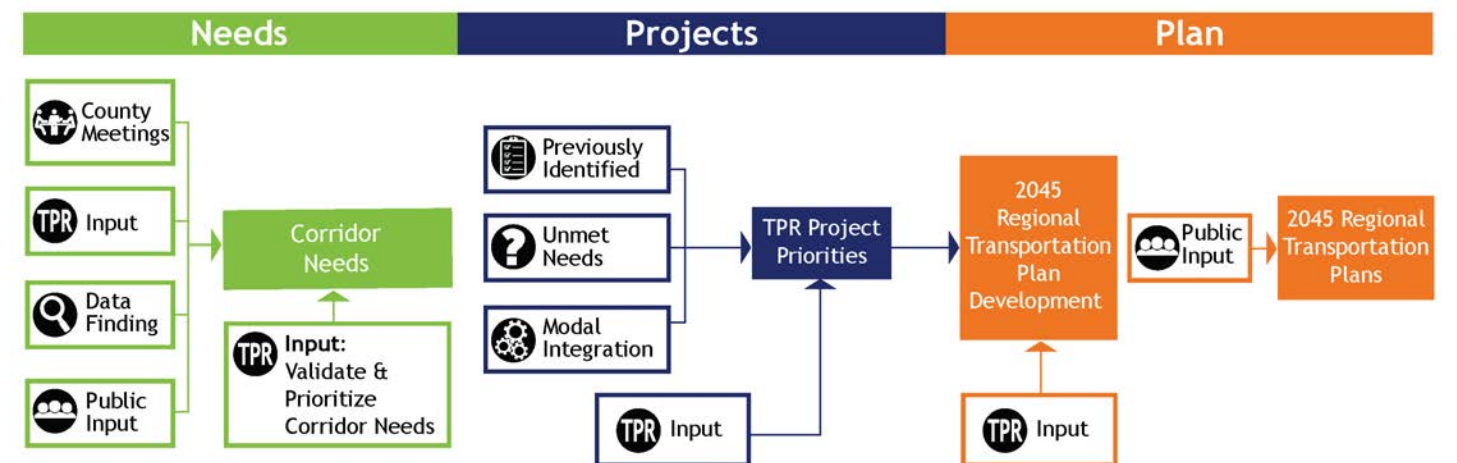 Needs
Projects
Plan
County
Meetings
TPR Input
Data
Finding
Public
Input
Corridor
Needs
TPR Input:
Validate &
Prioritize
Corridor Needs
Previously
Identified
Unmet
Needs
Modal
Integration
TPR Input
TPR Project
Priorities
2045
Regional
Transportation
Plan
Development
TPR Input
Public
Input
2045 Regional
Transportation
Plans